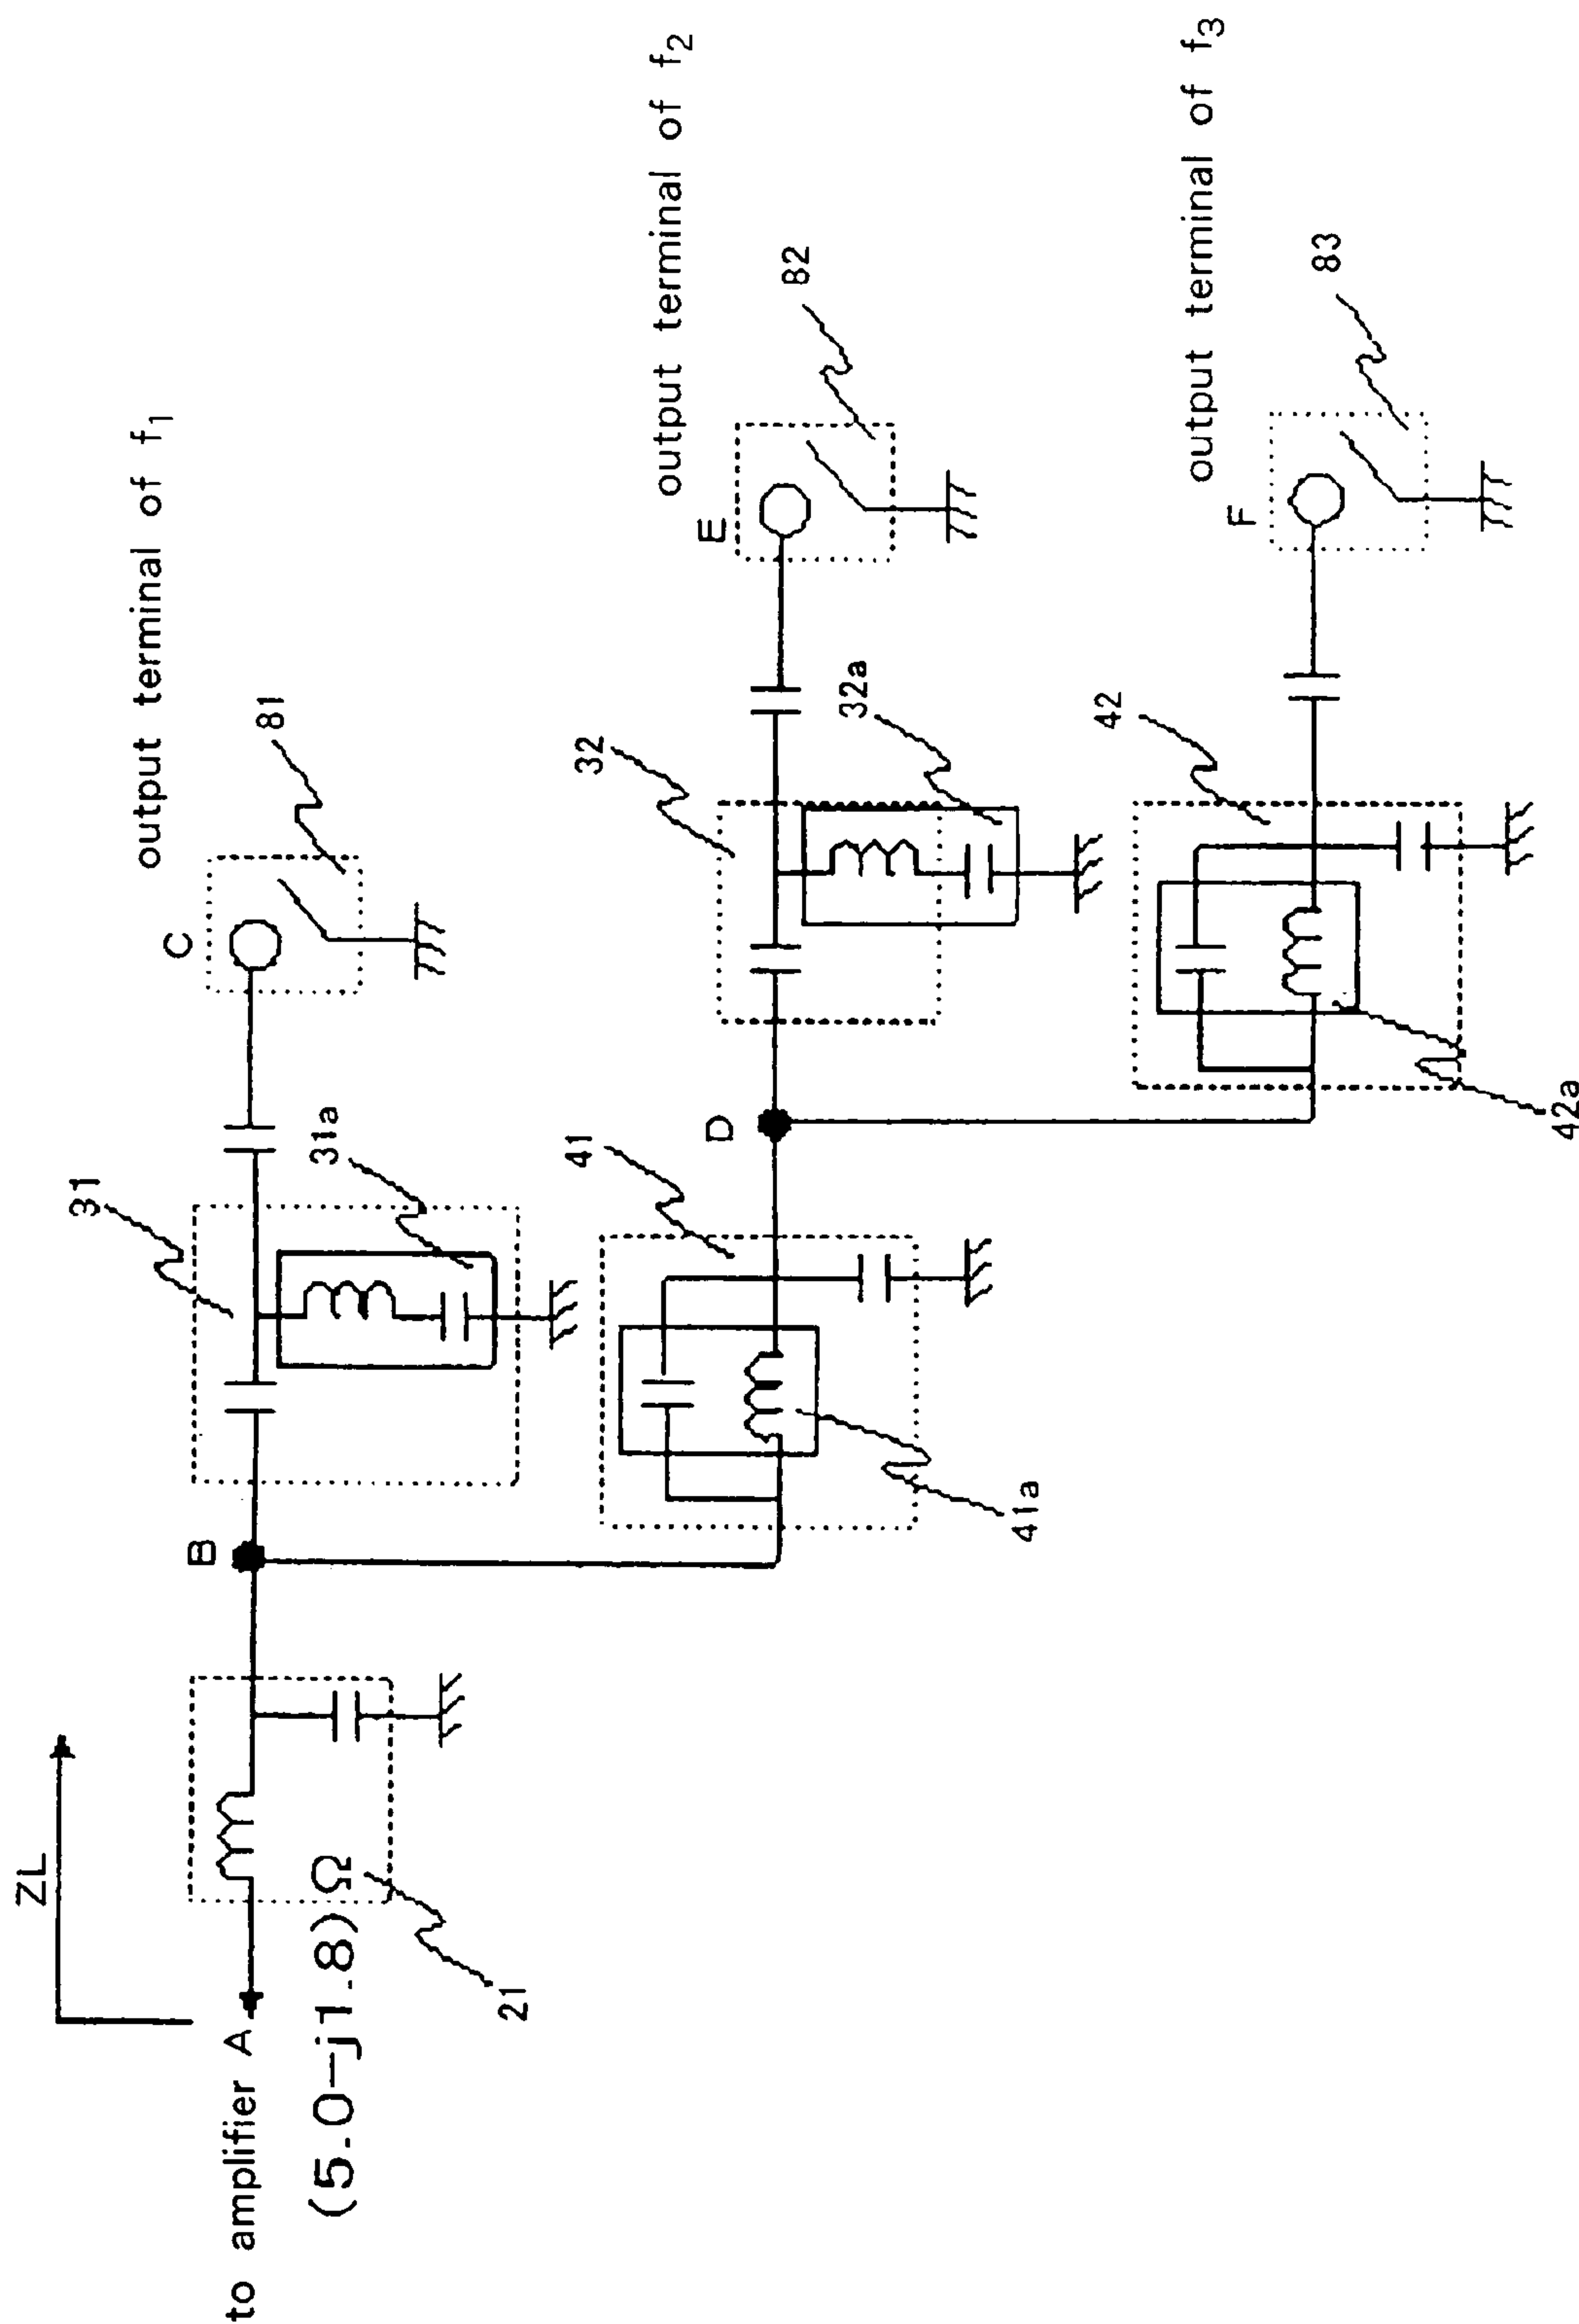 ZL
to amplifier A
(5.0−j1.8) Ω
21
B
31
31a
C
81
output terminal of f1
41
41a
D
32
32a
E
82
output terminal of f2
42
42a
F
83
output terminal of f3